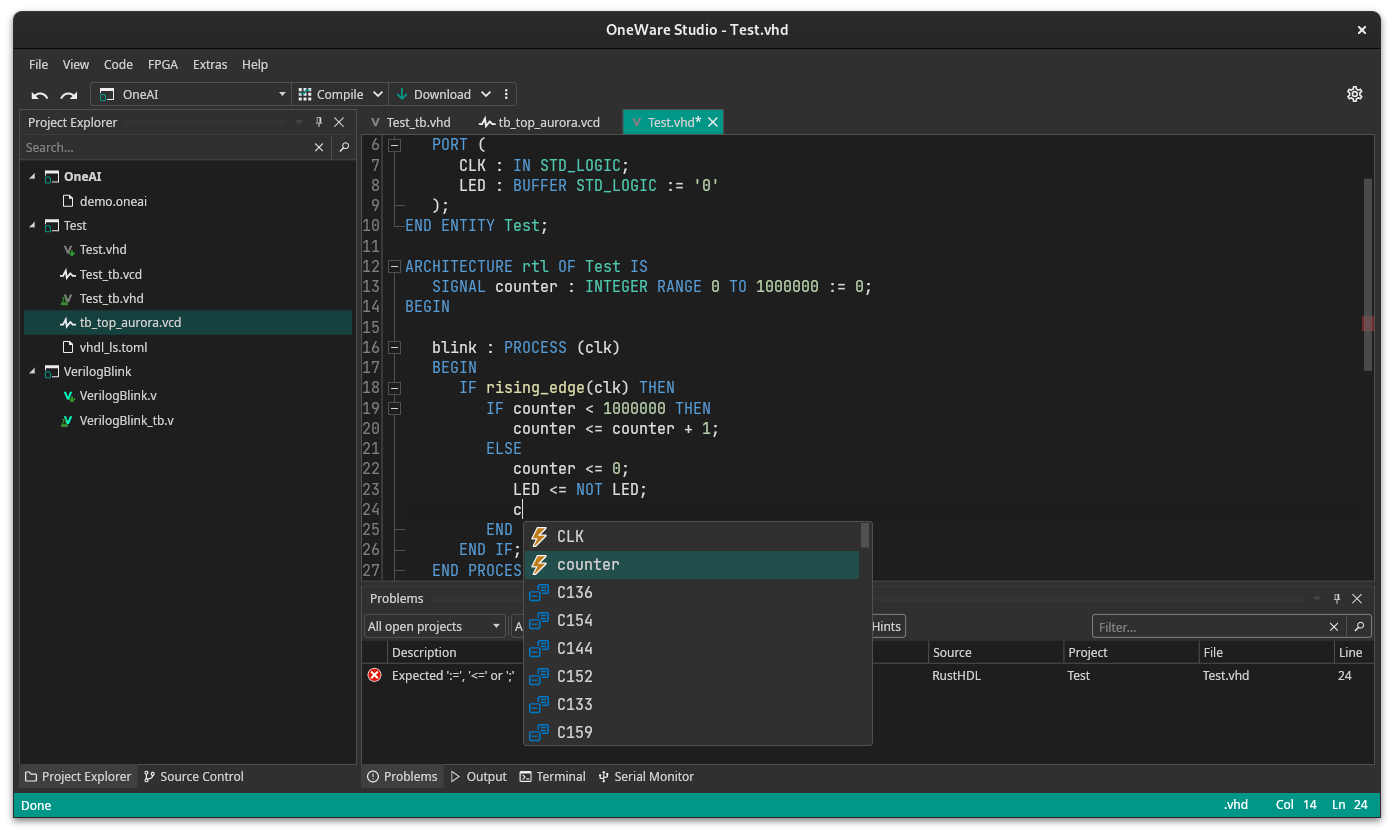 OneWare Studio - Test.vhd
File View Code FPGA Extras Help
OneAI Compile Download
Project Explorer
Search...
OneAI
demo.oneai
Test
Test.vhd
Test_tb.vcd
Test_tb.vhd
tb_top_aurora.vcd
vhdl_ls.toml
VerilogBlink
VerilogBlink.v
VerilogBlink_tb.v
Project Explorer Source Control
Test_tb.vhd tb_top_aurora.vcd Test.vhd*
6 PORT (
7 CLK : IN STD_LOGIC;
8 LED : BUFFER STD_LOGIC := '0'
9 );
10 END ENTITY Test;
11
12 ARCHITECTURE rtl OF Test IS
13 SIGNAL counter : INTEGER RANGE 0 TO 1000000 := 0;
14 BEGIN
15
16 blink : PROCESS (clk)
17 BEGIN
18 IF rising_edge(clk) THEN
19 IF counter < 1000000 THEN
20 counter <= counter + 1;
21 ELSE
22 counter <= 0;
23 LED <= NOT LED;
24 c
25 END
26 END IF;
27 END PROCES
CLK
counter
C136
C154
C144
C152
C133
C159
Problems
All open projects A Hints Filter...
Description Source Project File Line
Expected ':=', '<=' or ';' RustHDL Test Test.vhd 24
Problems Output Terminal Serial Monitor
Done .vhd Col 14 Ln 24